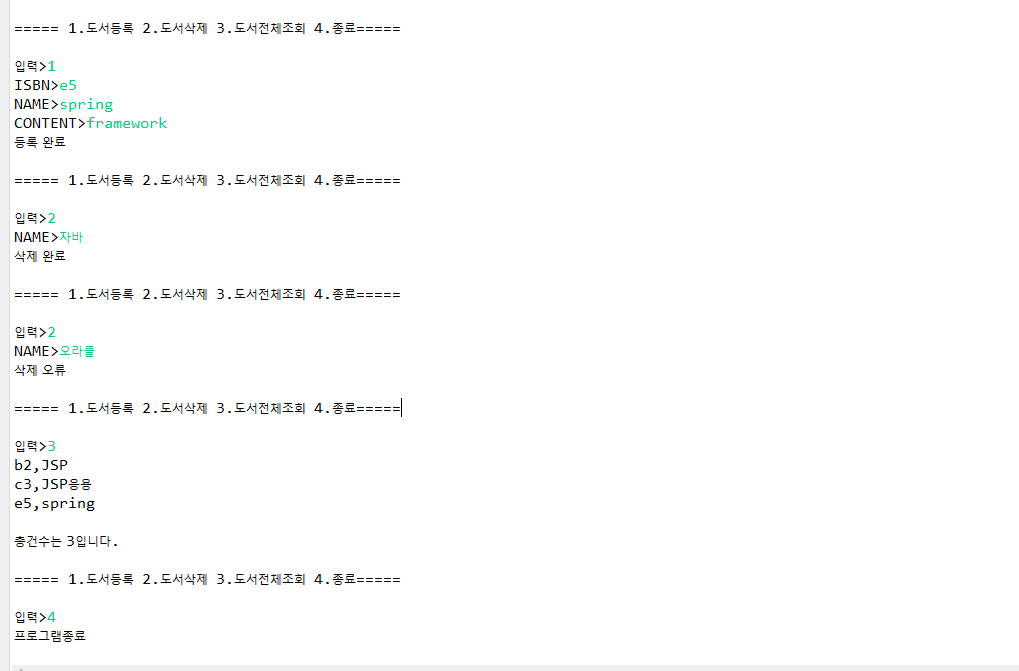 ===== 1.도서등록 2.도서삭제 3.도서전체조회 4.종료=====
입력>1
ISBN>e5
NAME>spring
CONTENT>framework
등록 완료
===== 1.도서등록 2.도서삭제 3.도서전체조회 4.종료=====
입력>2
NAME>자바
삭제 완료
===== 1.도서등록 2.도서삭제 3.도서전체조회 4.종료=====
입력>2
NAME>오라클
삭제 오류
===== 1.도서등록 2.도서삭제 3.도서전체조회 4.종료=====
입력>3
b2,JSP
c3,JSP응용
e5,spring
총건수는 3입니다.
===== 1.도서등록 2.도서삭제 3.도서전체조회 4.종료=====
입력>4
프로그램종료